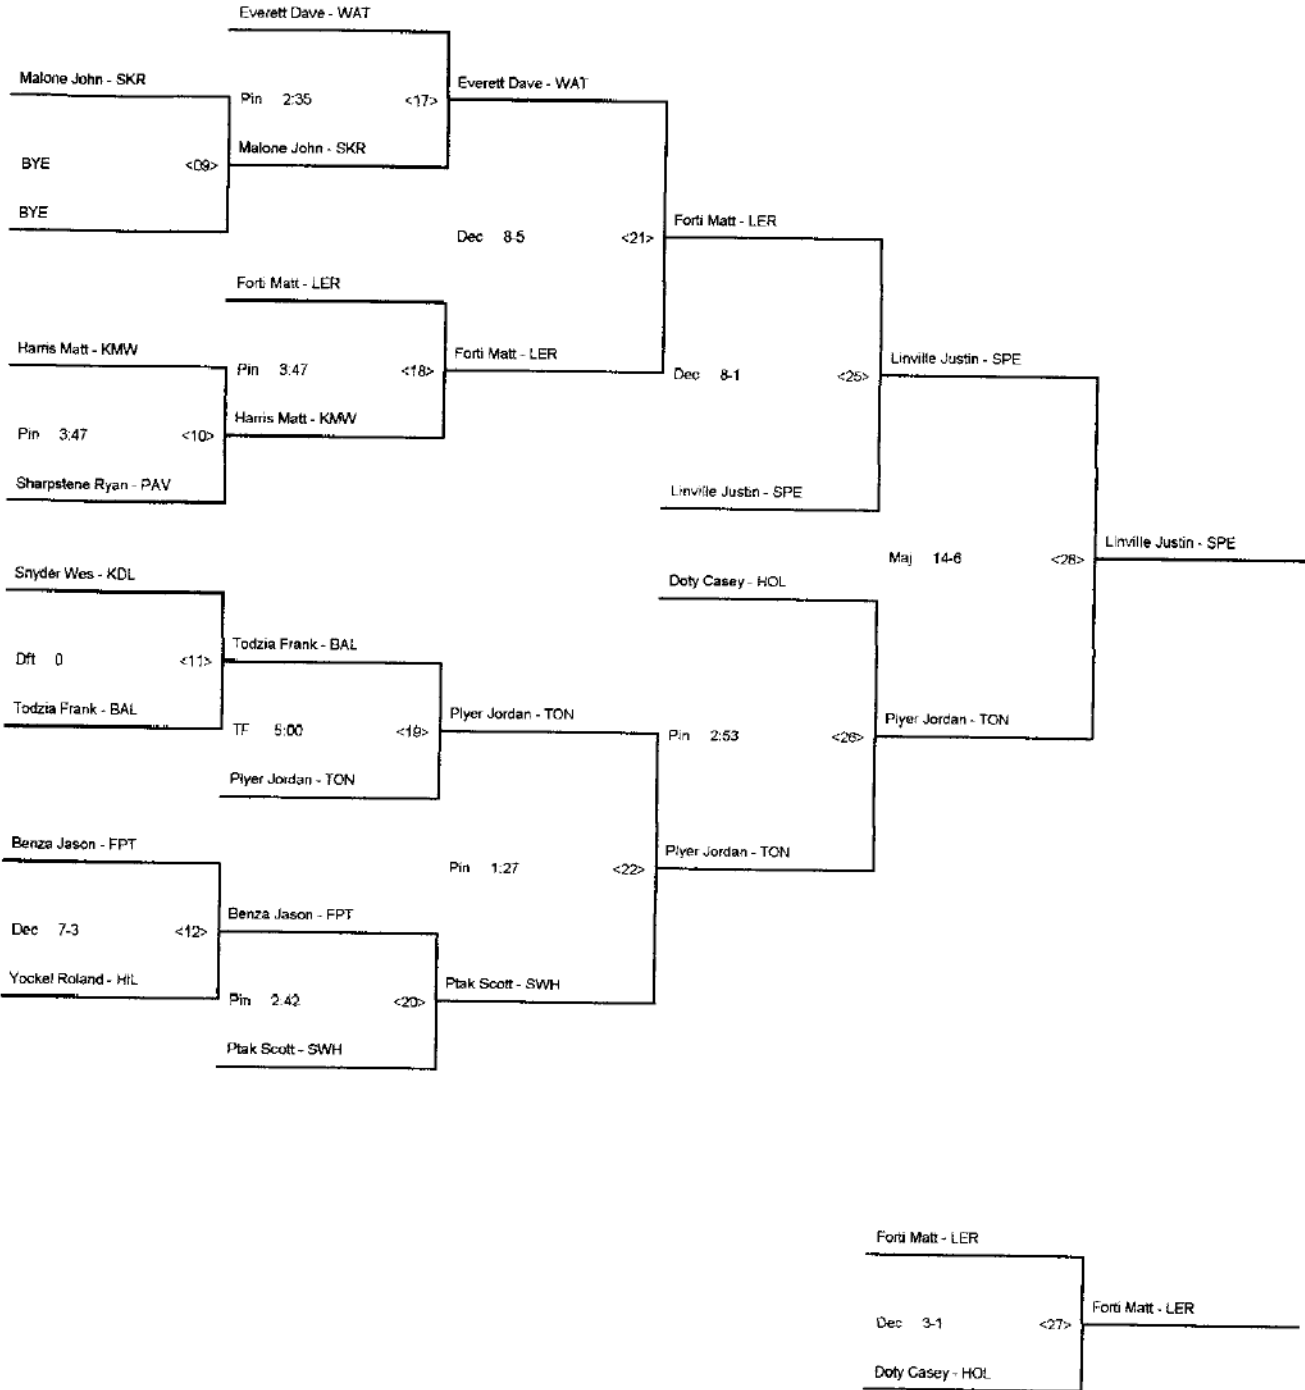 Everett Dave - WAT
Malone John - SKR
Pin 2:35 <17>
Everett Dave - WAT
Malone John - SKR
BYE <09>
BYE
Dec 8-5 <21>
Forti Matt - LER
Forti Matt - LER
Harris Matt - KMW
Pin 3:47 <18>
Forti Matt - LER
Dec 8-1 <25>
Linville Justin - SPE
Harris Matt - KMW
Pin 3:47 <10>
Sharpstene Ryan - PAV
Linville Justin - SPE
Maj 14-6 <28>
Linville Justin - SPE
Snyder Wes - KDL
Doty Casey - HOL
Dft 0 <11>
Todzia Frank - BAL
Todzia Frank - BAL
TF 5:00 <19>
Plyer Jordan - TON
Pin 2:53 <26>
Plyer Jordan - TON
Plyer Jordan - TON
Benza Jason - FPT
Pin 1:27 <22>
Plyer Jordan - TON
Dec 7-3 <12>
Benza Jason - FPT
Yockel Roland - HIL
Pin 2:42 <20>
Ptak Scott - SWH
Ptak Scott - SWH
Forti Matt - LER
Dec 3-1 <27>
Forti Matt - LER
Doty Casey - HOL